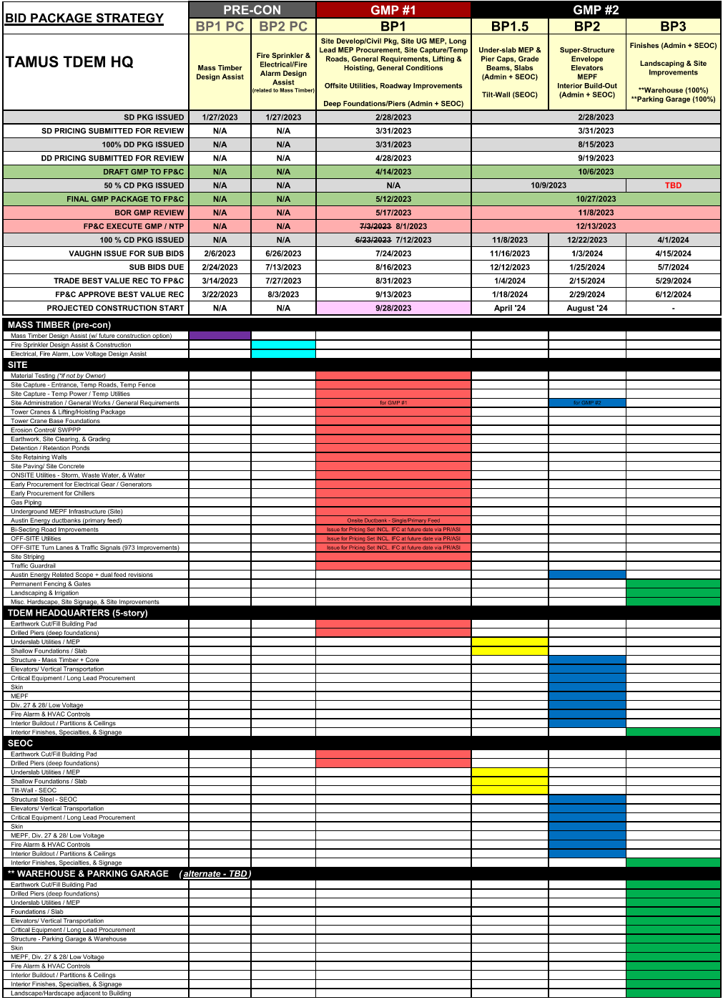 BID PACKAGE STRATEGY
PRE-CON GMP #1 GMP #2
BP1 PC BP2 PC BP1 BP1.5 BP2 BP3
TAMUS TDEM HQ
Mass Timber
Design Assist
Fire Sprinkler &
Electrical/Fire
Alarm Design
Assist
(related to Mass Timber)
Site Develop/Civil Pkg, Site UG MEP, Long
Lead MEP Procurement, Site Capture/Temp
Roads, General Requirements, Lifting &
Hoisting, General Conditions
Offsite Utilities, Roadway Improvements
Deep Foundations/Piers (Admin + SEOC)
Under-slab MEP &
Pier Caps, Grade
Beams, Slabs
(Admin + SEOC)
Tilt-Wall (SEOC)
Super-Structure
Envelope
Elevators
MEPF
Interior Build-Out
(Admin + SEOC)
Finishes (Admin + SEOC)
Landscaping & Site
Improvements
**Warehouse (100%)
**Parking Garage (100%)
SD PKG ISSUED 1/27/2023 1/27/2023 2/28/2023 2/28/2023
SD PRICING SUBMITTED FOR REVIEW N/A N/A 3/31/2023 3/31/2023
100% DD PKG ISSUED N/A N/A 3/31/2023 8/15/2023
DD PRICING SUBMITTED FOR REVIEW N/A N/A 4/28/2023 9/19/2023
DRAFT GMP TO FP&C N/A N/A 4/14/2023 10/6/2023
50 % CD PKG ISSUED N/A N/A N/A 10/9/2023 TBD
FINAL GMP PACKAGE TO FP&C N/A N/A 5/12/2023 10/27/2023
BOR GMP REVIEW N/A N/A 5/17/2023 11/8/2023
FP&C EXECUTE GMP / NTP N/A N/A 7/3/2023 8/1/2023 12/13/2023
100 % CD PKG ISSUED N/A N/A 6/23/2023 7/12/2023 11/8/2023 12/22/2023 4/1/2024
VAUGHN ISSUE FOR SUB BIDS 2/6/2023 6/26/2023 7/24/2023 11/16/2023 1/3/2024 4/15/2024
SUB BIDS DUE 2/24/2023 7/13/2023 8/16/2023 12/12/2023 1/25/2024 5/7/2024
TRADE BEST VALUE REC TO FP&C 3/14/2023 7/27/2023 8/31/2023 1/4/2024 2/15/2024 5/29/2024
FP&C APPROVE BEST VALUE REC 3/22/2023 8/3/2023 9/13/2023 1/18/2024 2/29/2024 6/12/2024
PROJECTED CONSTRUCTION START N/A N/A 9/28/2023 April '24 August '24 -
MASS TIMBER (pre-con)
Mass Timber Design Assist (w/ future construction option)
Fire Sprinkler Design Assist & Construction
Electrical, Fire Alarm, Low Voltage Design Assist
SITE
Material Testing (*if not by Owner)
Site Capture - Entrance, Temp Roads, Temp Fence
Site Capture - Temp Power / Temp Utilities
Site Administration / General Works / General Requirements for GMP #1 for GMP #2
Tower Cranes & Lifting/Hoisting Package
Tower Crane Base Foundations
Erosion Control/ SWPPP
Earthwork, Site Clearing, & Grading
Detention / Retention Ponds
Site Retaining Walls
Site Paving/ Site Concrete
ONSITE Utilities - Storm, Waste Water, & Water
Early Procurement for Electrical Gear / Generators
Early Procurement for Chillers
Gas Piping
Underground MEPF Infrastructure (Site)
Austin Energy ductbanks (primary feed) Onsite Ductbank - Single/Primary Feed
Bi-Secting Road Improvements Issue for Pricing Set INCL. IFC at future date via PR/ASI
OFF-SITE Utilities Issue for Pricing Set INCL. IFC at future date via PR/ASI
OFF-SITE Turn Lanes & Traffic Signals (973 Improvements) Issue for Pricing Set INCL. IFC at future date via PR/ASI
Site Striping
Traffic Guardrail
Austin Energy Related Scope + dual feed revisions
Permanent Fencing & Gates
Landscaping & Irrigation
Misc. Hardscape, Site Signage, & Site Improvements
TDEM HEADQUARTERS (5-story)
Earthwork Cut/Fill Building Pad
Drilled Piers (deep foundations)
Underslab Utilities / MEP
Shallow Foundations / Slab
Structure - Mass Timber + Core
Elevators/ Vertical Transportation
Critical Equipment / Long Lead Procurement
Skin
MEPF
Div. 27 & 28/ Low Voltage
Fire Alarm & HVAC Controls
Interior Buildout / Partitions & Ceilings
Interior Finishes, Specialties, & Signage
SEOC
Earthwork Cut/Fill Building Pad
Drilled Piers (deep foundations)
Underslab Utilities / MEP
Shallow Foundations / Slab
Tilt-Wall - SEOC
Structural Steel - SEOC
Elevators/ Vertical Transportation
Critical Equipment / Long Lead Procurement
Skin
MEPF, Div. 27 & 28/ Low Voltage
Fire Alarm & HVAC Controls
Interior Buildout / Partitions & Ceilings
Interior Finishes, Specialties, & Signage
** WAREHOUSE & PARKING GARAGE (alternate - TBD)
Earthwork Cut/Fill Building Pad
Drilled Piers (deep foundations)
Underslab Utilities / MEP
Foundations / Slab
Elevators/ Vertical Transportation
Critical Equipment / Long Lead Procurement
Structure - Parking Garage & Warehouse
Skin
MEPF, Div. 27 & 28/ Low Voltage
Fire Alarm & HVAC Controls
Interior Buildout / Partitions & Ceilings
Interior Finishes, Specialties, & Signage
Landscape/Hardscape adjacent to Building